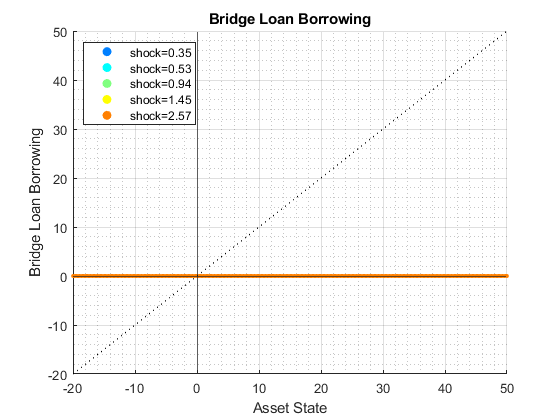 Bridge Loan Borrowing
shock=0.35
shock=0.53
shock=0.94
shock=1.45
shock=2.57
50
40
30
20
10
0
-10
-20
Bridge Loan Borrowing
-20
-10
0
10
20
30
40
50
Asset State